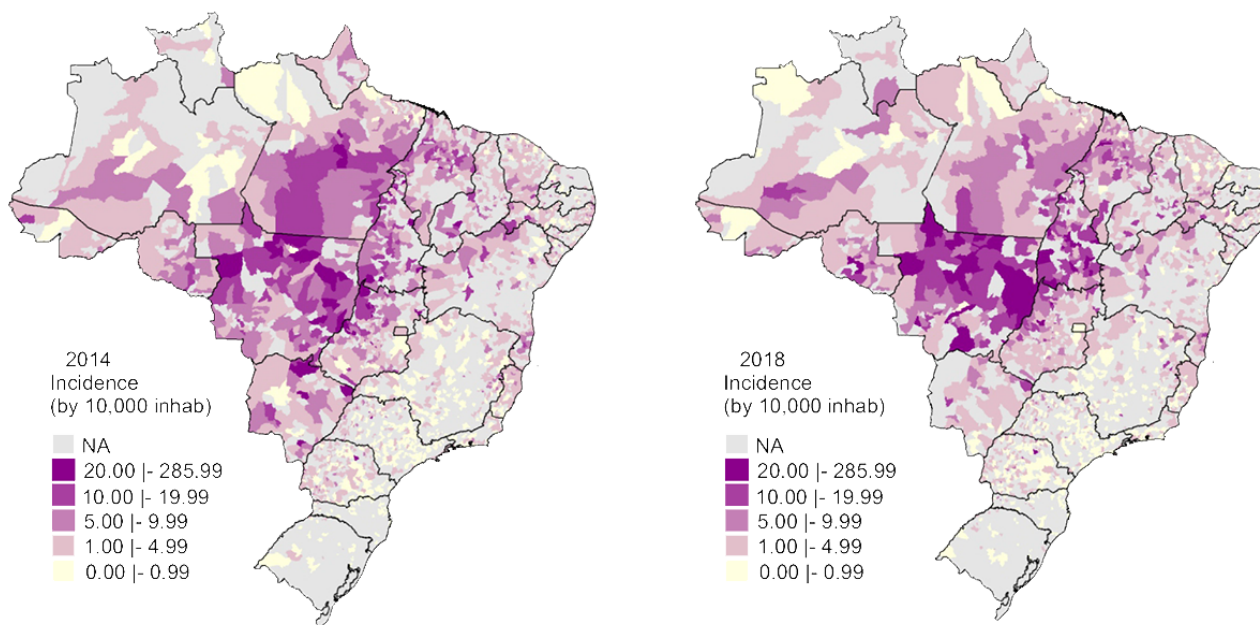 2014
Incidence
(by 10,000 inhab)
NA
20.00 |- 285.99
10.00 |- 19.99
5.00 |- 9.99
1.00 |- 4.99
0.00 |- 0.99
2018
Incidence
(by 10,000 inhab)
NA
20.00 |- 285.99
10.00 |- 19.99
5.00 |- 9.99
1.00 |- 4.99
0.00 |- 0.99